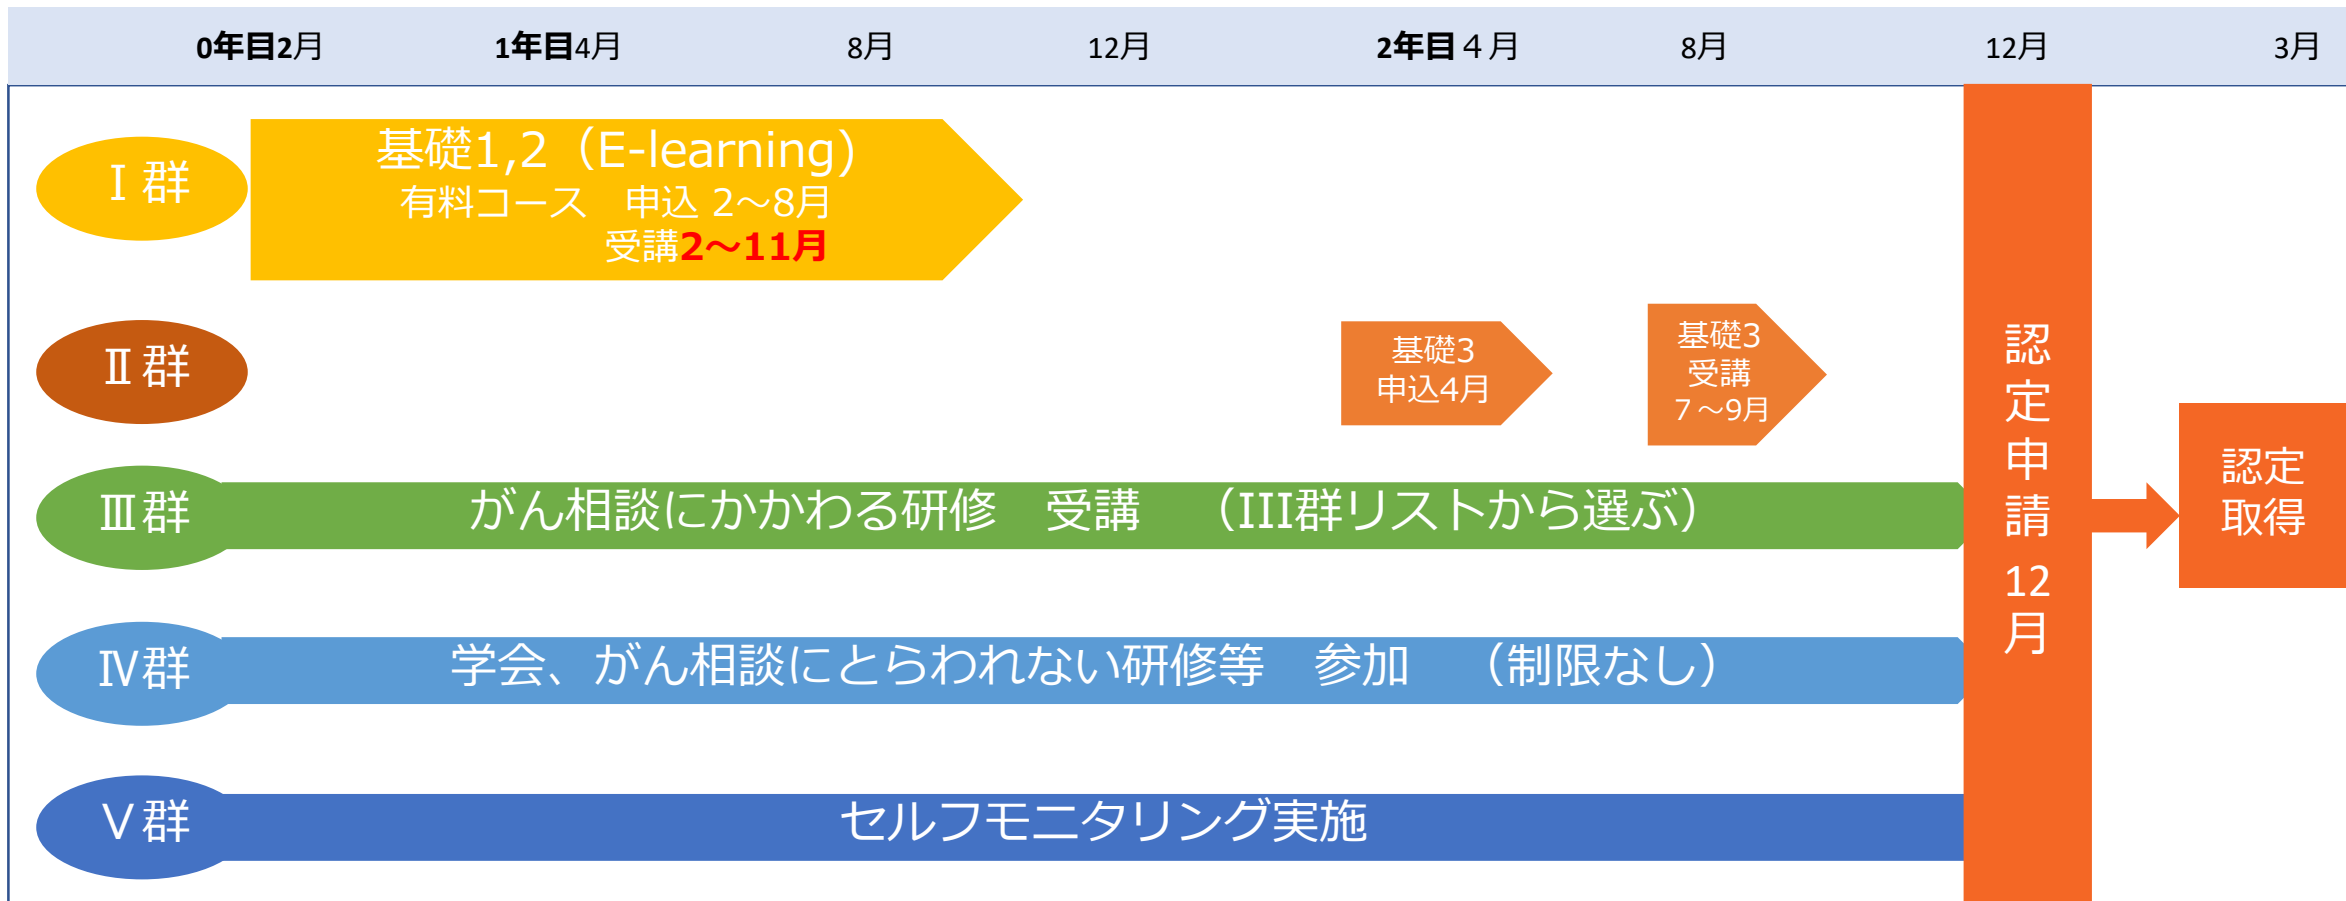 0年目2月 1年目4月 8月 12月 2年目４月 8月 12月 3月
Ⅰ群
基礎1,2（E-learning）
有料コース　申込 2～8月
受講2～11月
Ⅱ群
基礎3
申込4月
基礎3
受講
７～9月
Ⅲ群
がん相談にかかわる研修　受講　（III群リストから選ぶ）
Ⅳ群
学会、がん相談にとらわれない研修等　参加　（制限なし）
Ⅴ群
セルフモニタリング実施
認定申請12月
認定
取得